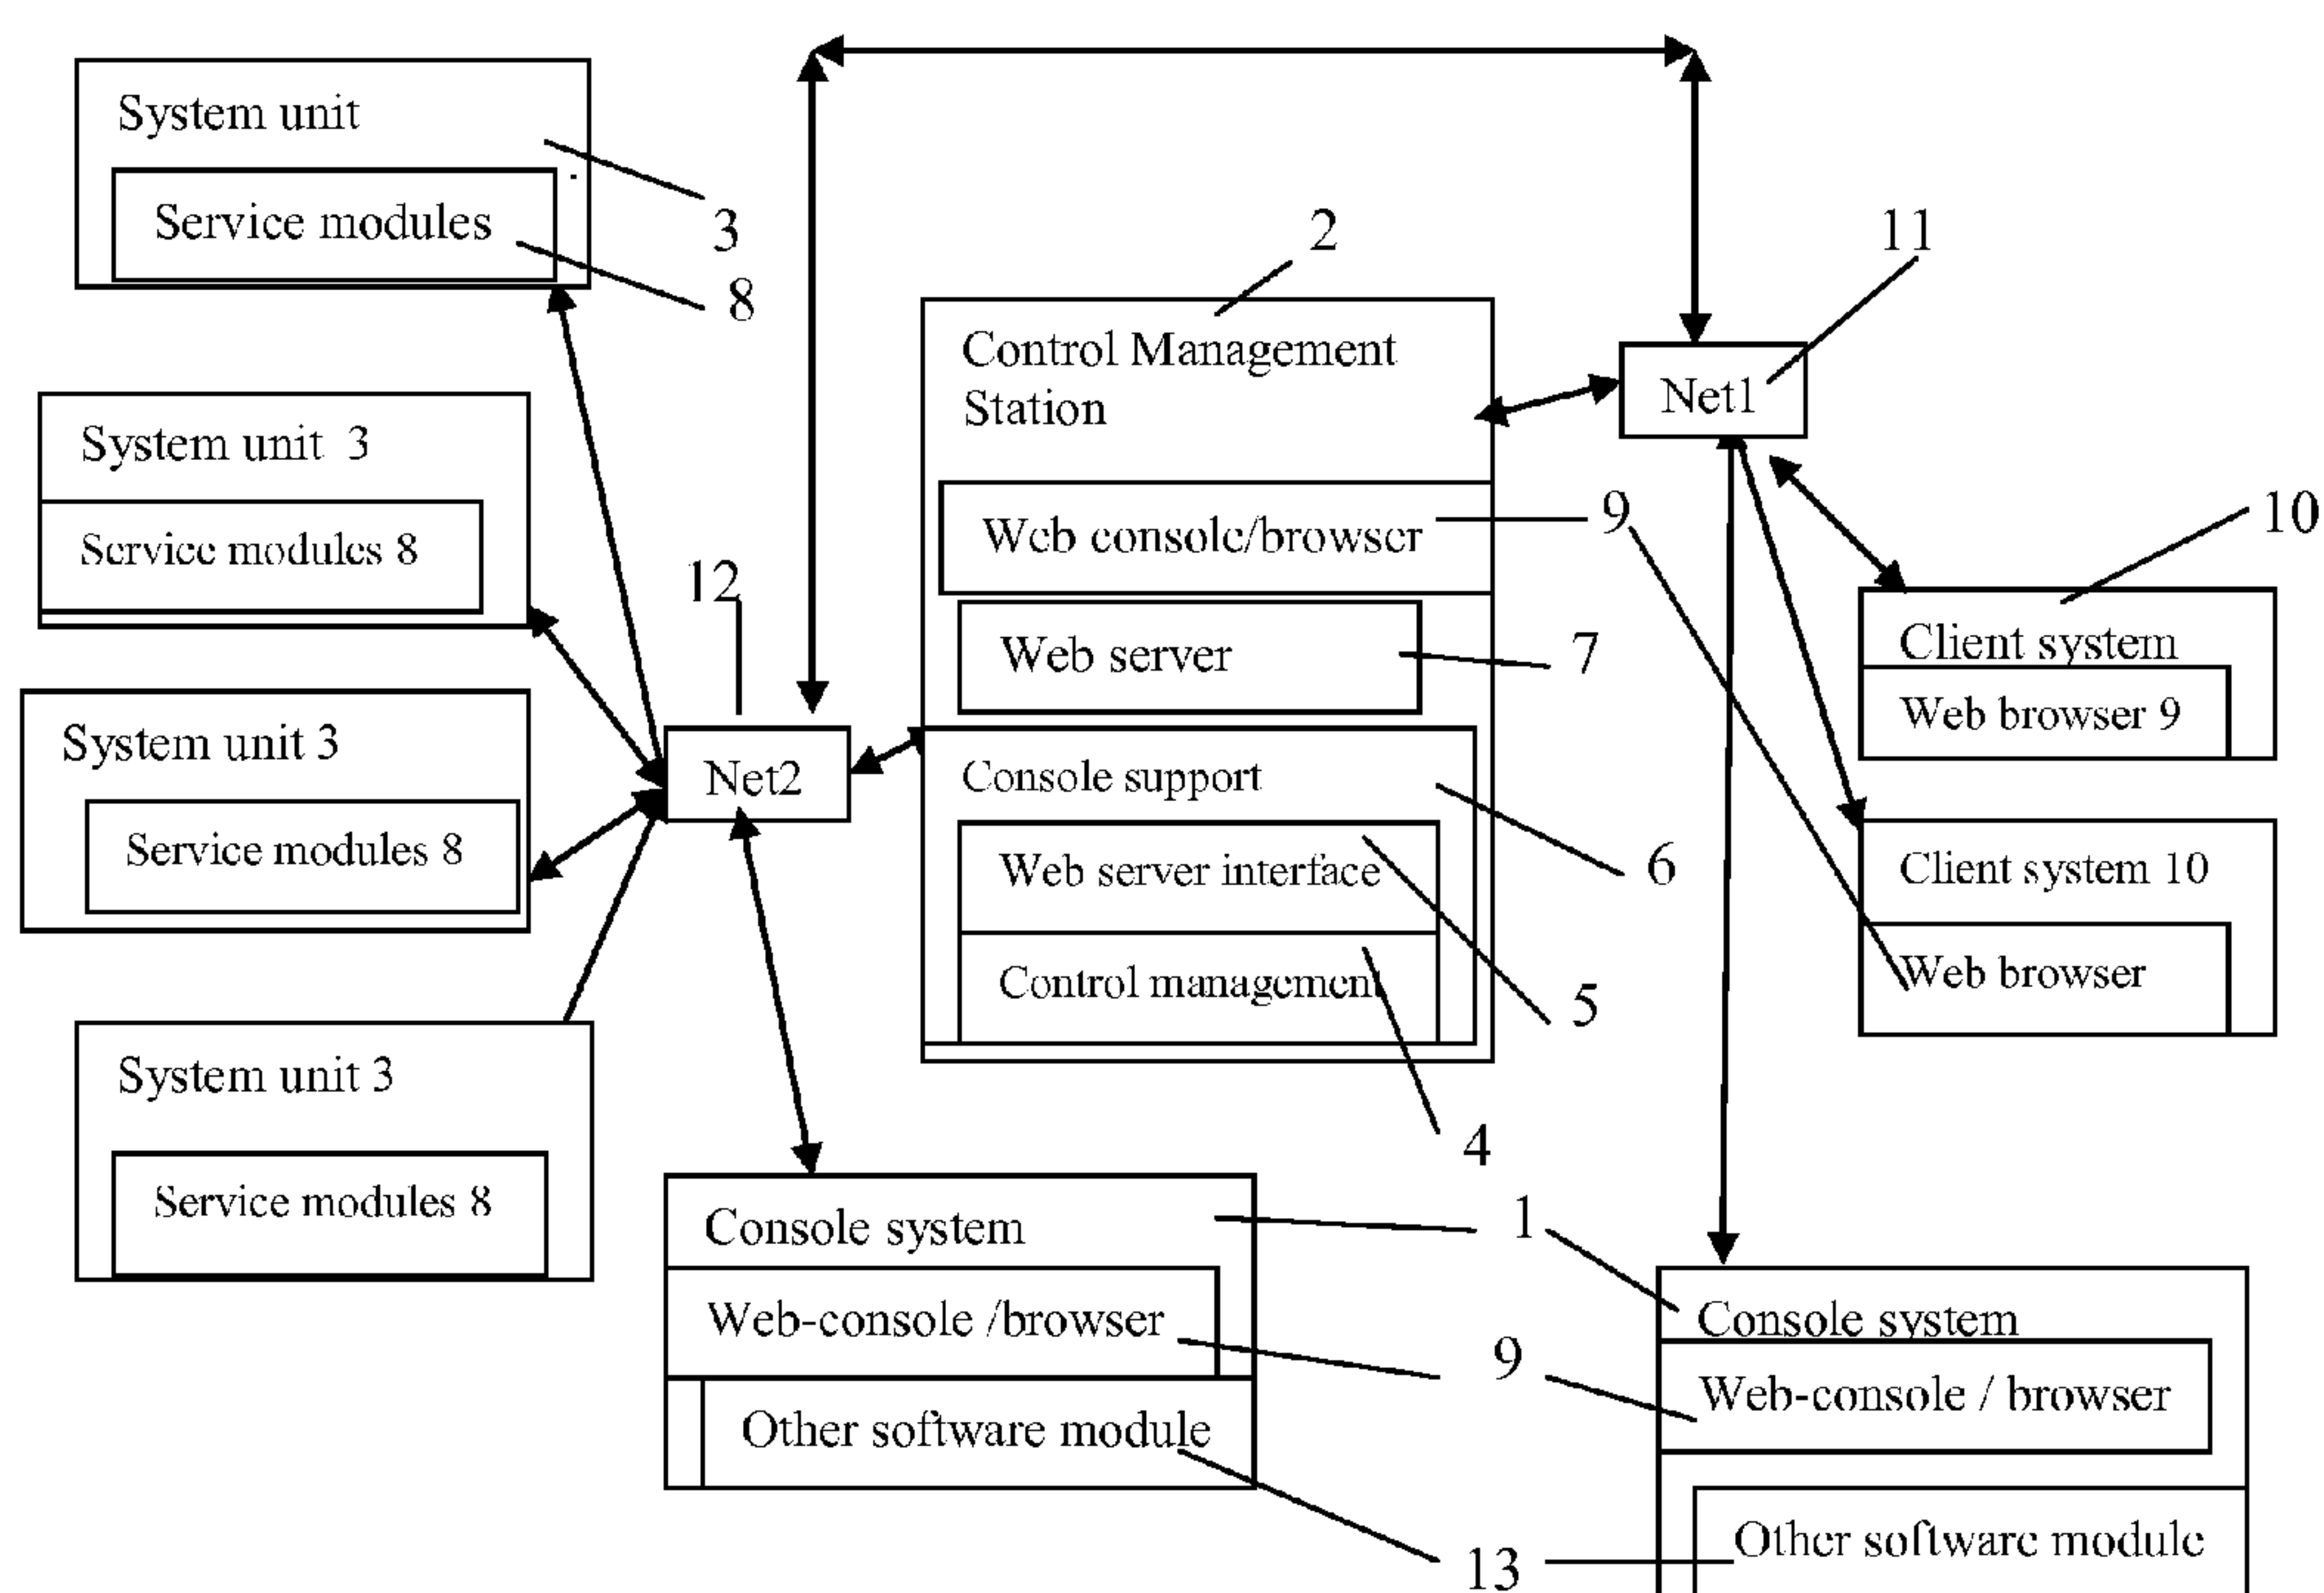 System unit
Service modules
3
8
2
11
Control Management
Station
Net1
System unit 3
Service modules 8
Web console/browser
9
10
12
Web server
7
Client system
Web browser 9
System unit 3
Service modules 8
Net2
Console support
6
Web server interface
Client system 10
Control management
5
Web browser
System unit 3
Service modules 8
4
Console system
1
Web-console /browser
9
Other software module
13
Console system
Web-console / browser
Other software module